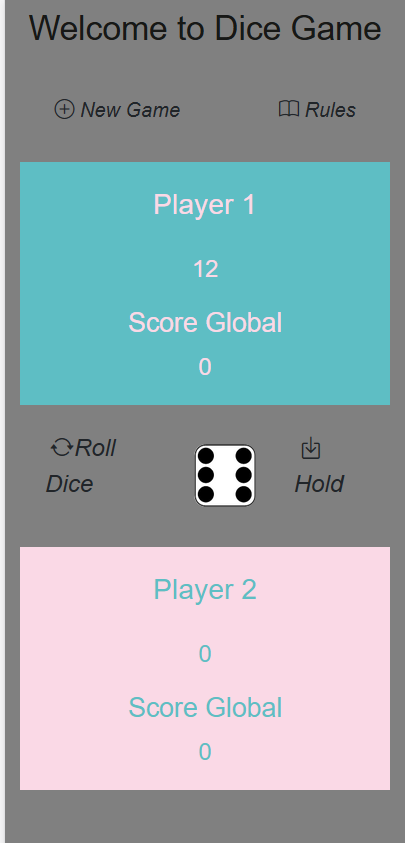 Welcome to Dice Game
New Game
Rules
Player 1
12
Score Global
0
Roll
Dice
Hold
Player 2
0
Score Global
0